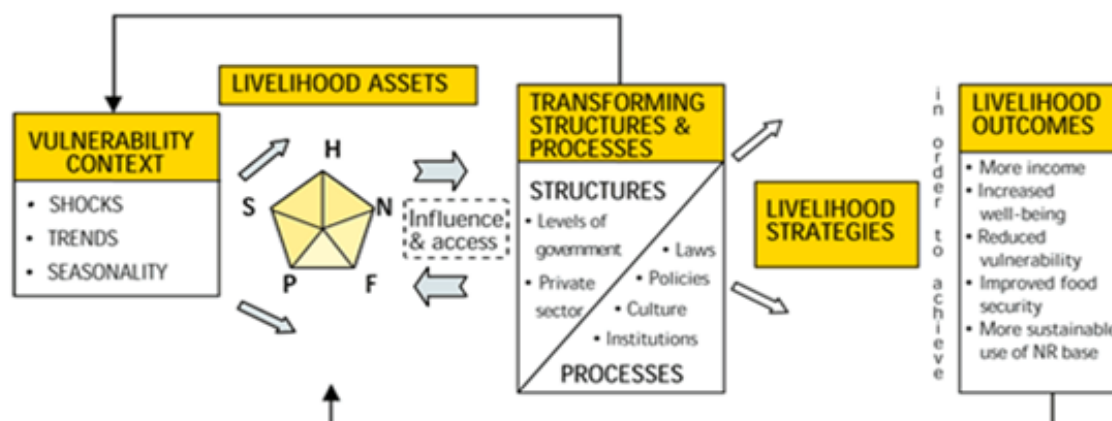 LIVELIHOOD ASSETS
VULNERABILITY
CONTEXT
• SHOCKS
• TRENDS
• SEASONALITY
H
S
N
P
F
Influence
& access
TRANSFORMING
STRUCTURES &
PROCESSES
STRUCTURES
• Levels of
government
• Private
sector
• Laws
• Policies
• Culture
• Institutions
PROCESSES
LIVELIHOOD
STRATEGIES
in order to achieve
LIVELIHOOD
OUTCOMES
• More income
• Increased
well-being
• Reduced
vulnerability
• Improved food
security
• More sustainable
use of NR base